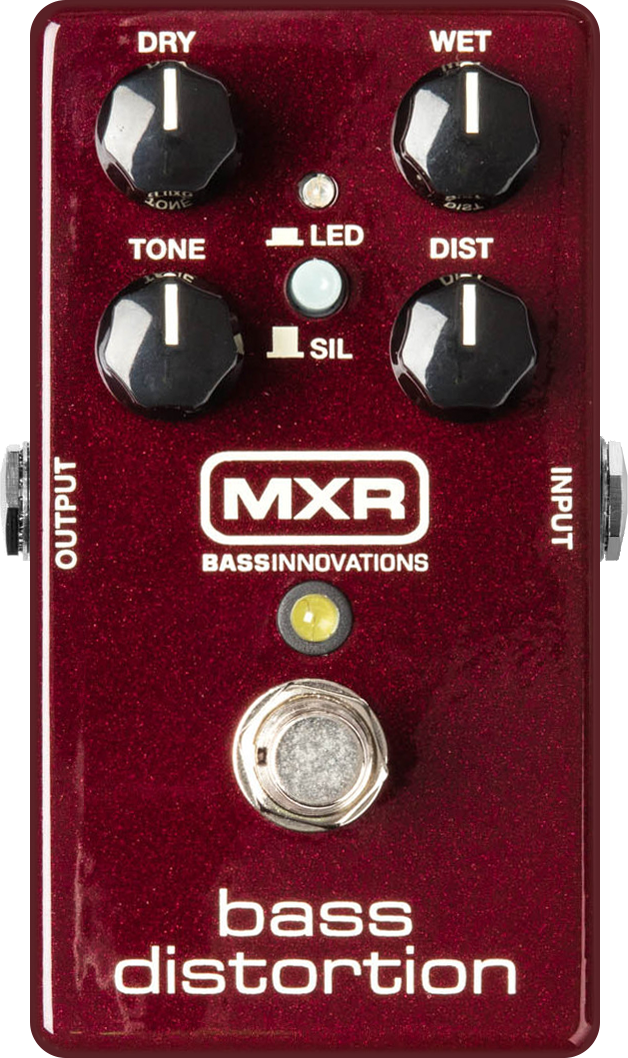 DRY
WET
LED
TONE
DIST
SIL
OUTPUT
INPUT
MXR
BASSINNOVATIONS
bass
distortion